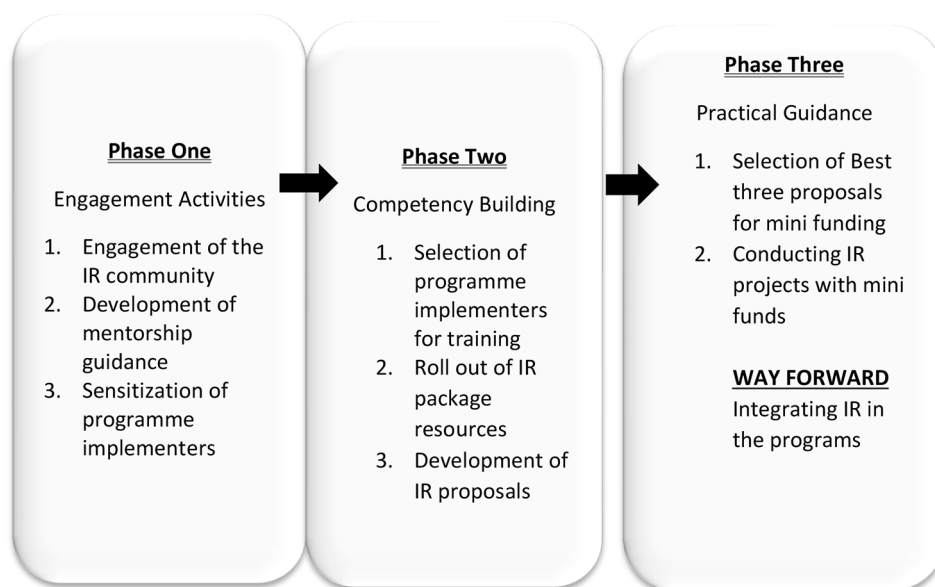 Phase One
Engagement Activities
1. Engagement of the
IR community
2. Development of
mentorship
guidance
3. Sensitization of
programme
implementers
Phase Two
Competency Building
1. Selection of
programme
implementers
for training
2. Roll out of IR
package
resources
3. Development of
IR proposals
Phase Three
Practical Guidance
1. Selection of Best
three proposals
for mini funding
2. Conducting IR
projects with mini
funds
WAY FORWARD
Integrating IR in
the programs